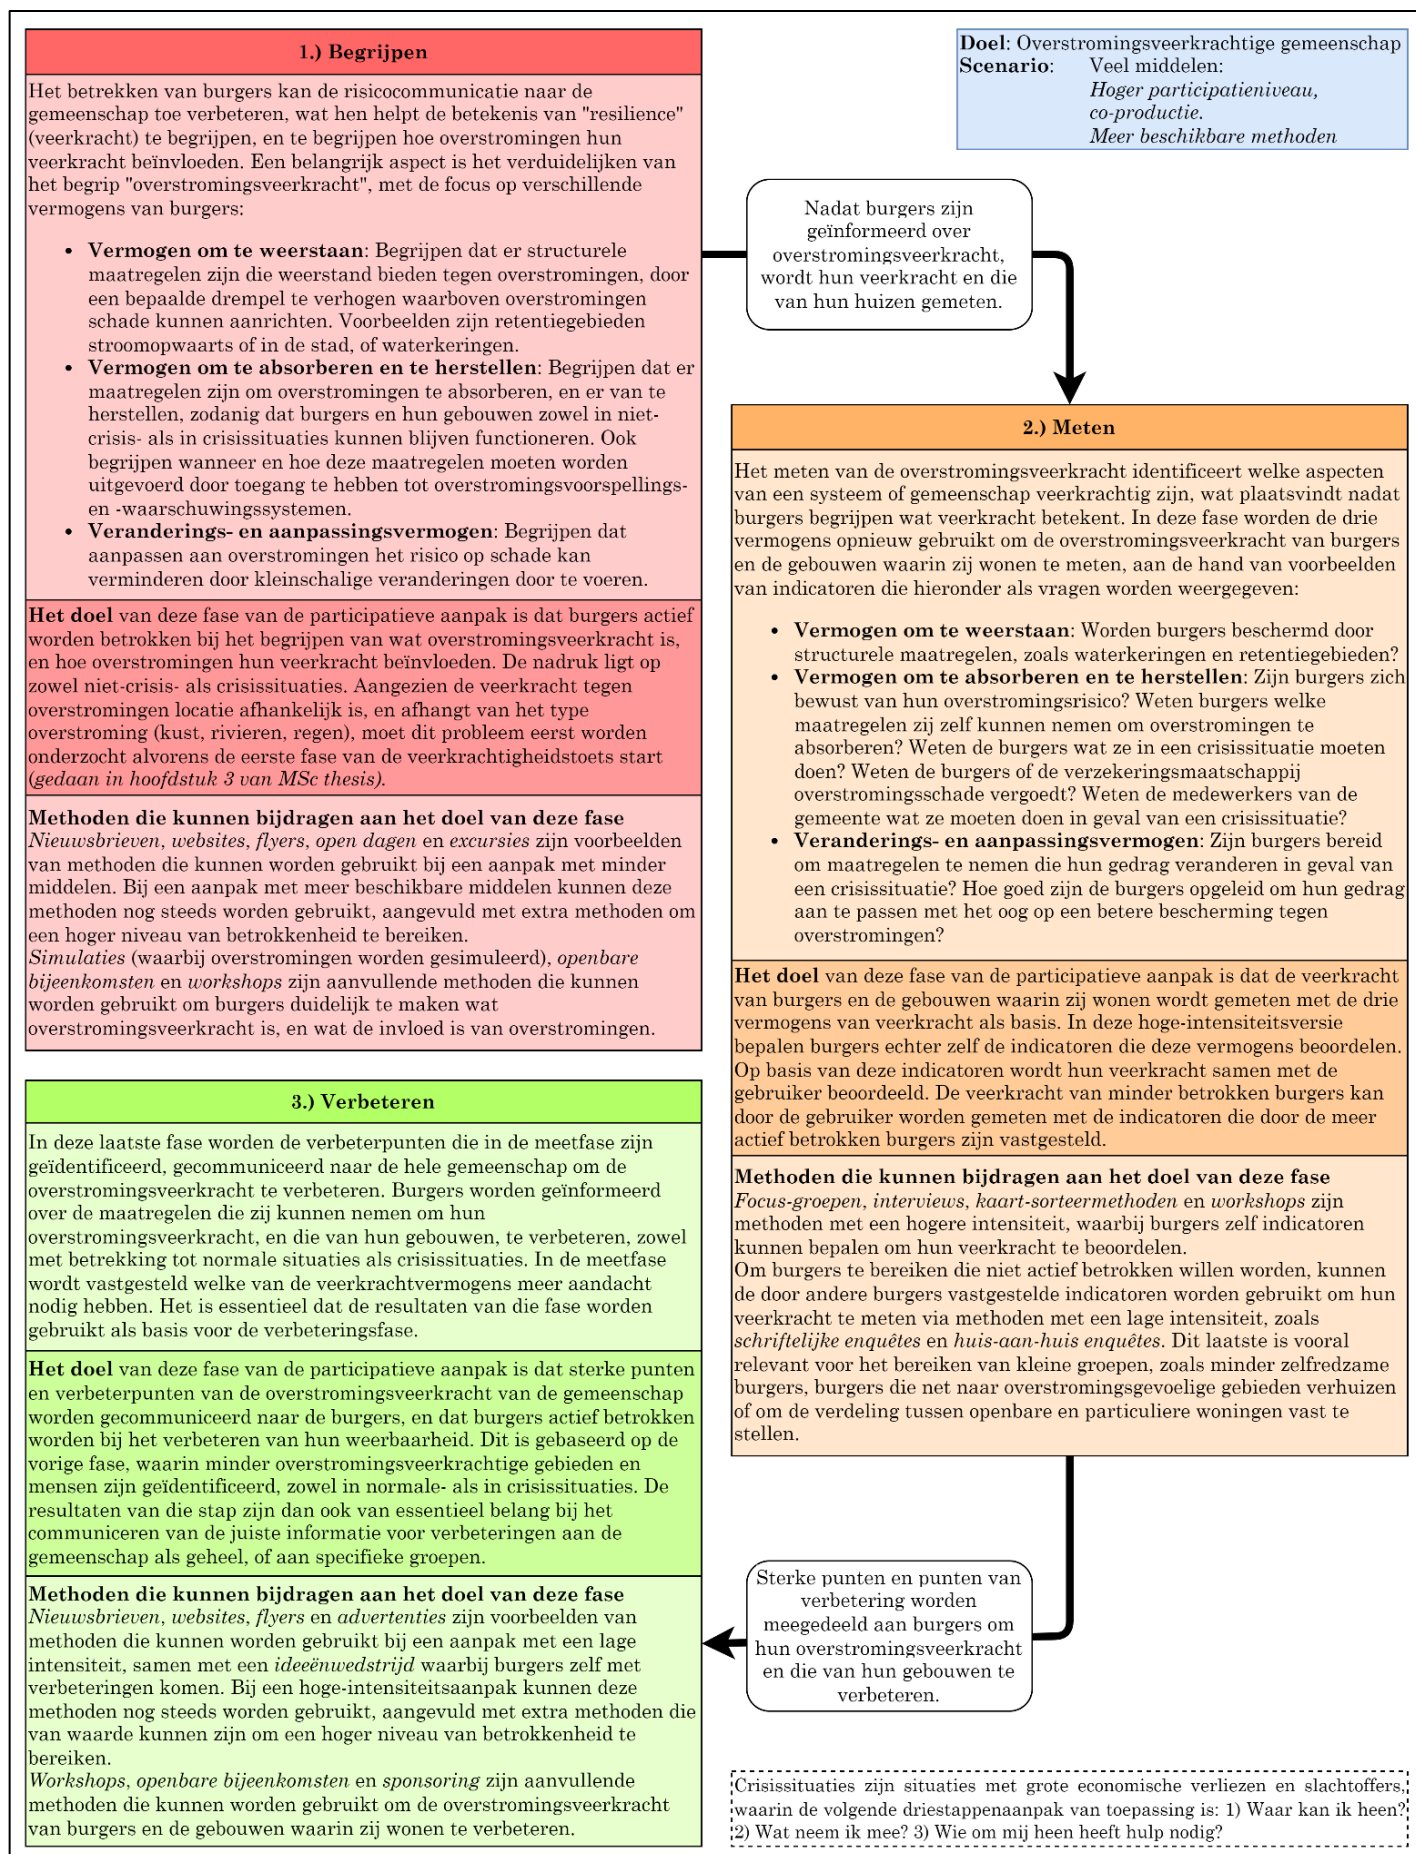 1.) Begrijpen
Het betrekken van burgers kan de risicocommunicatie naar de
gemeenschap toe verbeteren, wat hen helpt de betekenis van "resilience"
(veerkracht) te begrijpen, en te begrijpen hoe overstromingen hun
veerkracht beïnvloeden. Een belangrijk aspect is het verduidelijken van
het begrip "overstromingsveerkracht", met de focus op verschillende
vermogens van burgers:
• Vermogen om te weerstaan: Begrijpen dat er structurele
maatregelen zijn die weerstand bieden tegen overstromingen, door
een bepaalde drempel te verhogen waarboven overstromingen
schade kunnen aanrichten. Voorbeelden zijn retentiegebieden
stroomopwaarts of in de stad, of waterkeringen.
• Vermogen om te absorberen en te herstellen: Begrijpen dat er
maatregelen zijn om overstromingen te absorberen, en er van te
herstellen, zodanig dat burgers en hun gebouwen zowel in niet-
crisis- als in crisissituaties kunnen blijven functioneren. Ook
begrijpen wanneer en hoe deze maatregelen moeten worden
uitgevoerd door toegang te hebben tot overstromingsvoorspellings-
en -waarschuwingssystemen.
• Veranderings- en aanpassingsvermogen: Begrijpen dat
aanpassen aan overstromingen het risico op schade kan
verminderen door kleinschalige veranderingen door te voeren.
Het doel van deze fase van de participatieve aanpak is dat burgers actief
worden betrokken bij het begrijpen van wat overstromingsveerkracht is,
en hoe overstromingen hun veerkracht beïnvloeden. De nadruk ligt op
zowel niet-crisis- als crisissituaties. Aangezien de veerkracht tegen
overstromingen locatie afhankelijk is, en afhangt van het type
overstroming (kust, rivieren, regen), moet dit probleem eerst worden
onderzocht alvorens de eerste fase van de veerkrachtigheidstoets start
(gedaan in hoofdstuk 3 van MSc thesis).
Methoden die kunnen bijdragen aan het doel van deze fase
Nieuwsbrieven, websites, flyers, open dagen en excursies zijn voorbeelden
van methoden die kunnen worden gebruikt bij een aanpak met minder
middelen. Bij een aanpak met meer beschikbare middelen kunnen deze
methoden nog steeds worden gebruikt, aangevuld met extra methoden om
een hoger niveau van betrokkenheid te bereiken.
Simulaties (waarbij overstromingen worden gesimuleerd), openbare
bijeenkomsten en workshops zijn aanvullende methoden die kunnen
worden gebruikt om burgers duidelijk te maken wat
overstromingsveerkracht is, en wat de invloed is van overstromingen.
Doel: Overstromingsveerkrachtige gemeenschap
Scenario: Veel middelen:
Hoger participatieniveau,
co-productie.
Meer beschikbare methoden
Nadat burgers zijn
geïnformeerd over
overstromingsveerkracht,
wordt hun veerkracht en die
van hun huizen gemeten.
2.) Meten
Het meten van de overstromingsveerkracht identificeert welke aspecten
van een systeem of gemeenschap veerkrachtig zijn, wat plaatsvindt nadat
burgers begrijpen wat veerkracht betekent. In deze fase worden de drie
vermogens opnieuw gebruikt om de overstromingsveerkracht van burgers
en de gebouwen waarin zij wonen te meten, aan de hand van voorbeelden
van indicatoren die hieronder als vragen worden weergegeven:
• Vermogen om te weerstaan: Worden burgers beschermd door
structurele maatregelen, zoals waterkeringen en retentiegebieden?
• Vermogen om te absorberen en te herstellen: Zijn burgers zich
bewust van hun overstromingsrisico? Weten burgers welke
maatregelen zij zelf kunnen nemen om overstromingen te
absorberen? Weten de burgers wat ze in een crisissituatie moeten
doen? Weten de burgers of de verzekeringsmaatschappij
overstromingsschade vergoedt? Weten de medewerkers van de
gemeente wat ze moeten doen in geval van een crisissituatie?
• Veranderings- en aanpassingsvermogen: Zijn burgers bereid
om maatregelen te nemen die hun gedrag veranderen in geval van
een crisissituatie? Hoe goed zijn de burgers opgeleid om hun gedrag
aan te passen met het oog op een betere bescherming tegen
overstromingen?
Het doel van deze fase van de participatieve aanpak is dat de veerkracht
van burgers en de gebouwen waarin zij wonen wordt gemeten met de drie
vermogens van veerkracht als basis. In deze hoge-intensiteitsversie
bepalen burgers echter zelf de indicatoren die deze vermogens beoordelen.
Op basis van deze indicatoren wordt hun veerkracht samen met de
gebruiker beoordeeld. De veerkracht van minder betrokken burgers kan
door de gebruiker worden gemeten met de indicatoren die door de meer
actief betrokken burgers zijn vastgesteld.
Methoden die kunnen bijdragen aan het doel van deze fase
Focus-groepen, interviews, kaart-sorteermethoden en workshops zijn
methoden met een hogere intensiteit, waarbij burgers zelf indicatoren
kunnen bepalen om hun veerkracht te beoordelen.
Om burgers te bereiken die niet actief betrokken willen worden, kunnen
de door andere burgers vastgestelde indicatoren worden gebruikt om hun
veerkracht te meten via methoden met een lage intensiteit, zoals
schriftelijke enquêtes en huis-aan-huis enquêtes. Dit laatste is vooral
relevant voor het bereiken van kleine groepen, zoals minder zelfredzame
burgers, burgers die net naar overstromingsgevoelige gebieden verhuizen
of om de verdeling tussen openbare en particuliere woningen vast te
stellen.
Sterke punten en punten van
verbetering worden
meegedeeld aan burgers om
hun overstromingsveerkracht
en die van hun gebouwen te
verbeteren.
3.) Verbeteren
In deze laatste fase worden de verbeterpunten die in de meetfase zijn
geïdentificeerd, gecommuniceerd naar de hele gemeenschap om de
overstromingsveerkracht te verbeteren. Burgers worden geïnformeerd
over de maatregelen die zij kunnen nemen om hun
overstromingsveerkracht, en die van hun gebouwen, te verbeteren, zowel
met betrekking tot normale situaties als crisissituaties. In de meetfase
wordt vastgesteld welke van de veerkrachtvermogens meer aandacht
nodig hebben. Het is essentieel dat de resultaten van die fase worden
gebruikt als basis voor de verbeteringsfase.
Het doel van deze fase van de participatieve aanpak is dat sterke punten
en verbeterpunten van de overstromingsveerkracht van de gemeenschap
worden gecommuniceerd naar de burgers, en dat burgers actief betrokken
worden bij het verbeteren van hun weerbaarheid. Dit is gebaseerd op de
vorige fase, waarin minder overstromingsveerkrachtige gebieden en
mensen zijn geïdentificeerd, zowel in normale- als in crisissituaties. De
resultaten van die stap zijn dan ook van essentieel belang bij het
communiceren van de juiste informatie voor verbeteringen aan de
gemeenschap als geheel, of aan specifieke groepen.
Methoden die kunnen bijdragen aan het doel van deze fase
Nieuwsbrieven, websites, flyers en advertenties zijn voorbeelden van
methoden die kunnen worden gebruikt bij een aanpak met een lage
intensiteit, samen met een ideeënwedstrijd waarbij burgers zelf met
verbeteringen komen. Bij een hoge-intensiteitsaanpak kunnen deze
methoden nog steeds worden gebruikt, aangevuld met extra methoden die
van waarde kunnen zijn om een hoger niveau van betrokkenheid te
bereiken.
Workshops, openbare bijeenkomsten en sponsoring zijn aanvullende
methoden die kunnen worden gebruikt om de overstromingsveerkracht
van burgers en de gebouwen waarin zij wonen te verbeteren.
Crisissituaties zijn situaties met grote economische verliezen en slachtoffers,
waarin de volgende driestappenaanpak van toepassing is: 1) Waar kan ik heen?
2) Wat neem ik mee? 3) Wie om mij heen heeft hulp nodig?